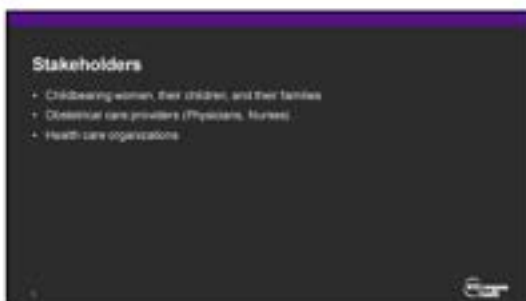 Stakeholders
• Childbearing women, their children, and their families
• Obstetrical care providers (Physicians, Nurses)
• Health care organizations